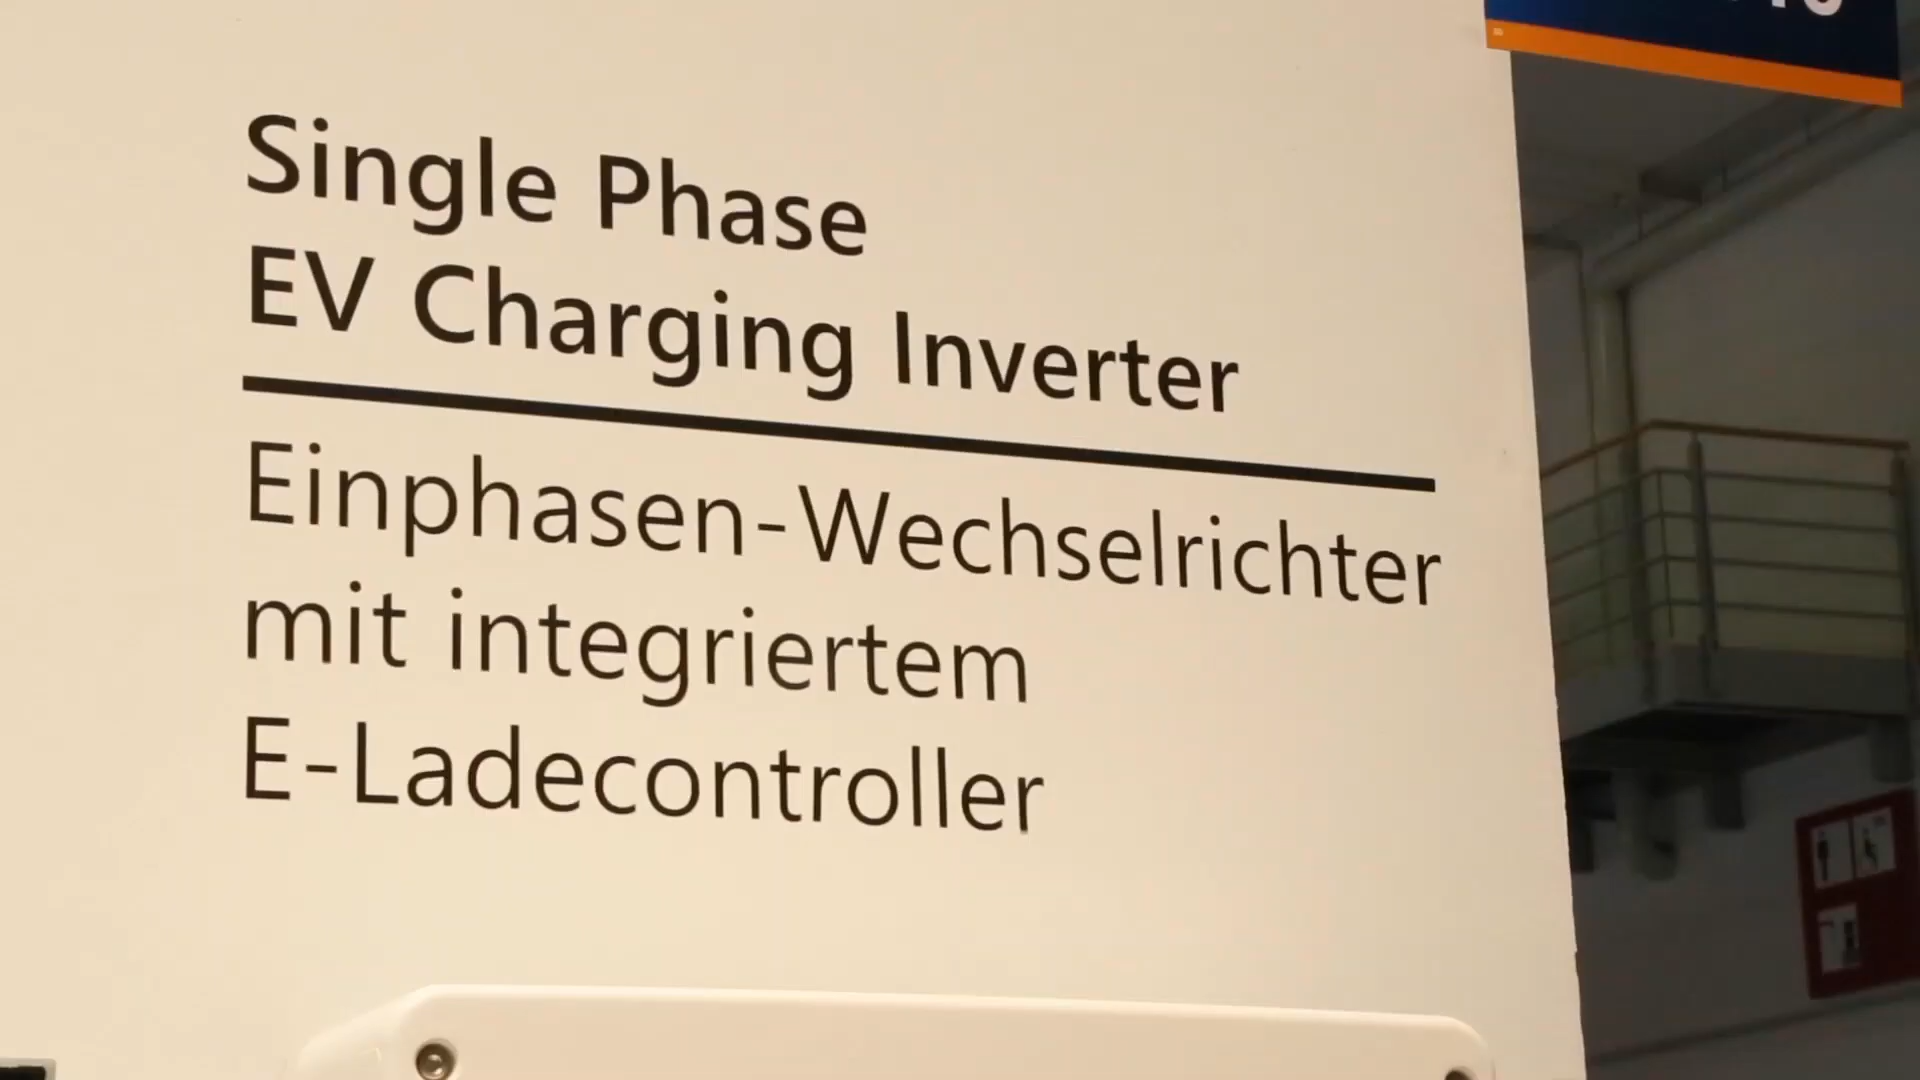 Single Phase
EV Charging Inverter
Einphasen-Wechselrichter
mit integriertem
E-Ladecontroller